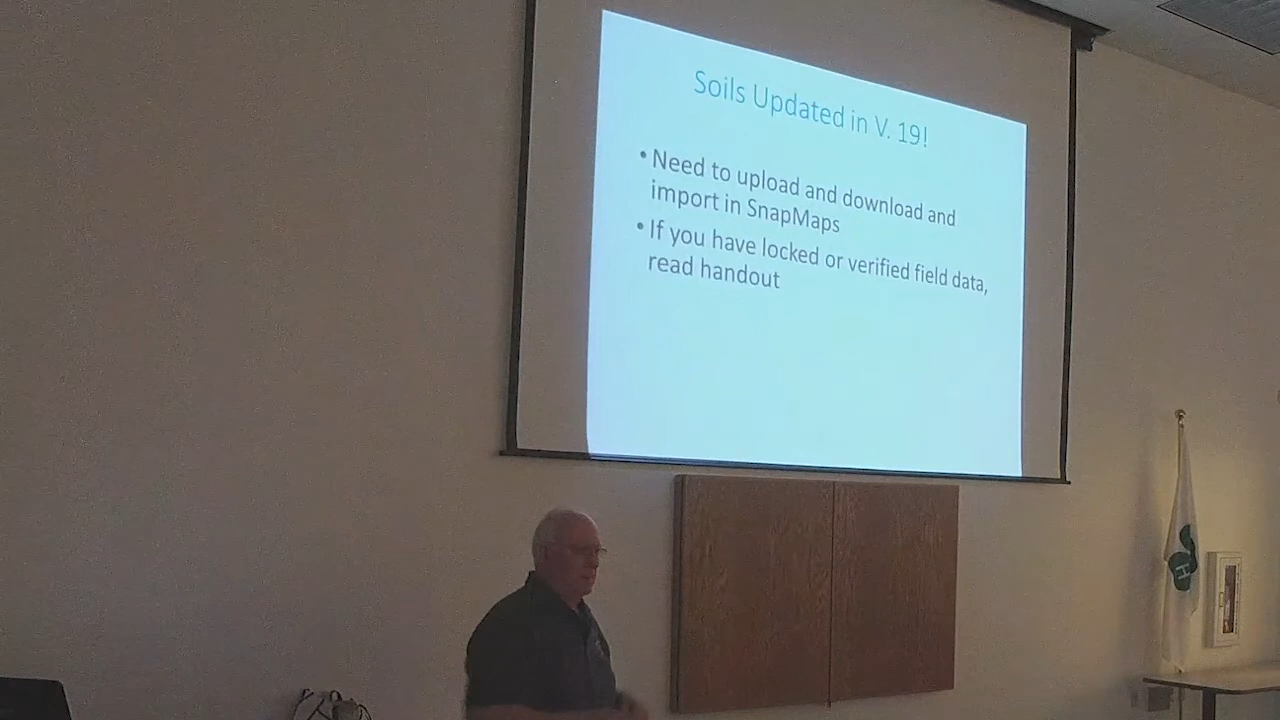 Soils Updated in V. 19!
• Need to upload and download and
import in SnapMaps
• If you have locked or verified field data,
read handout
H